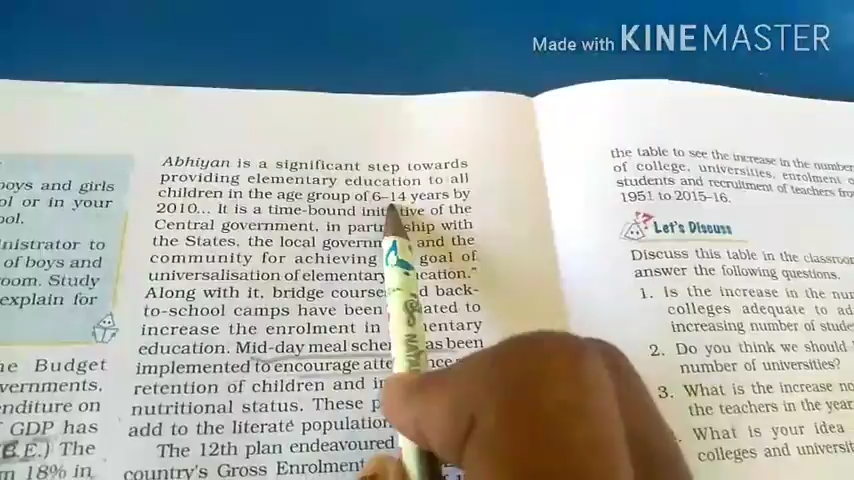 Made with KINEMASTER
oys and girls
ol or in your
ol.
inistrator to
of boys and
oom. Study
explain for
he Budget
vernments,
enditure on
GDP has
B.E.) The
m 18% in
Abhiyan is a significant step towards
providing elementary education to all
children in the age group of 6–14 years by
2010... It is a time-bound initiative of the
Central government, in partnership with
the States, the local government and the
community for achieving goal of
universalisation of elementary education."
Along with it, bridge courses and back-
to-school camps have been ated to
increase the enrolment in elementary
education. Mid-day meal scheme has been
implemented to encourage attendance
retention of children and
nutritional status. These
add to the literate population
The 12th plan endeavoured
country's Gross Enrolment
the table to see the increase in the number
of college, universities, enrolment o
students and recruitment of teachers from
1951 to 2015–16.
Let's Discuss
Discuss this table in the classroo
answer the following questions.
1. Is the increase in the nu
colleges adequate to ad
increasing number of stude
2. Do you think we should
number of universities?
3. What is the increase no
the teachers in the year
What is your idea
colleges and universit